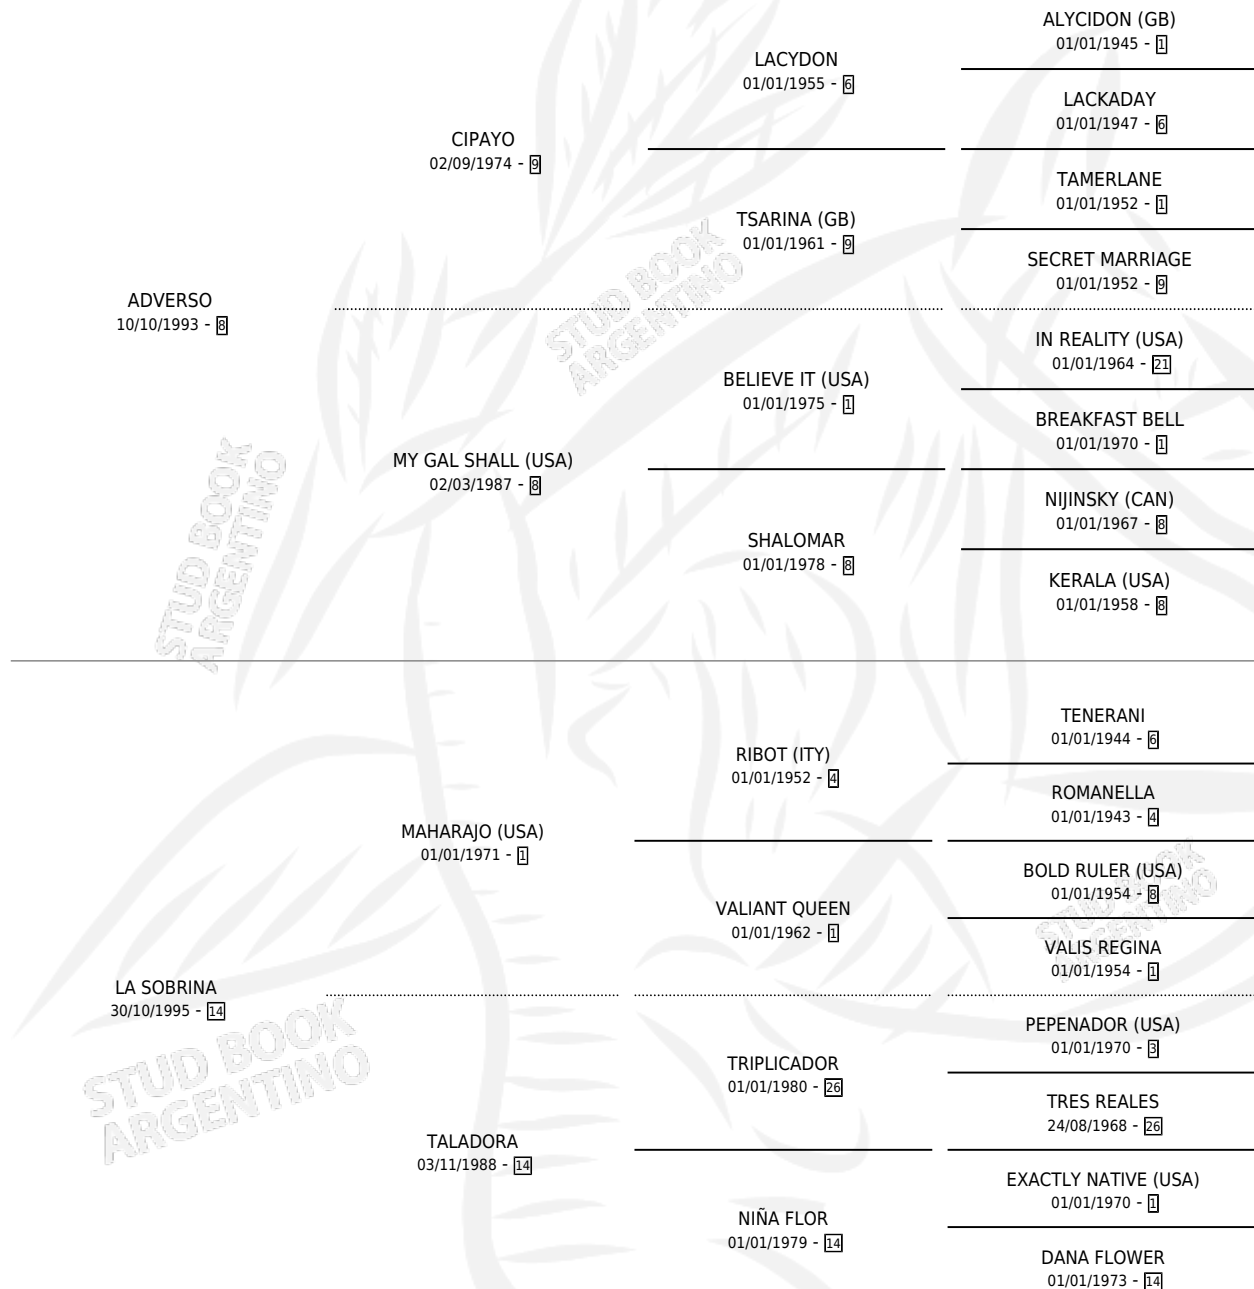 ALYCIDON (GB)
01/01/1945 - 1
LACYDON
01/01/1955 - 6
LACKADAY
01/01/1947 - 6
CIPAYO
02/09/1974 - 9
TAMERLANE
01/01/1952 - 1
TSARINA (GB)
01/01/1961 - 9
SECRET MARRIAGE
01/01/1952 - 9
ADVERSO
10/10/1993 - 8
IN REALITY (USA)
01/01/1964 - 21
BELIEVE IT (USA)
01/01/1975 - 1
BREAKFAST BELL
01/01/1970 - 1
MY GAL SHALL (USA)
02/03/1987 - 8
NIJINSKY (CAN)
01/01/1967 - 8
SHALOMAR
01/01/1978 - 8
KERALA (USA)
01/01/1958 - 8
TENERANI
01/01/1944 - 6
RIBOT (ITY)
01/01/1952 - 4
ROMANELLA
01/01/1943 - 4
MAHARAJO (USA)
01/01/1971 - 1
BOLD RULER (USA)
01/01/1954 - 8
VALIANT QUEEN
01/01/1962 - 1
VALIS REGINA
01/01/1954 - 1
LA SOBRINA
30/10/1995 - 14
PEPENADOR (USA)
01/01/1970 - 3
TRIPLICADOR
01/01/1980 - 26
TRES REALES
24/08/1968 - 26
TALADORA
03/11/1988 - 14
EXACTLY NATIVE (USA)
01/01/1970 - 1
NIÑA FLOR
01/01/1979 - 14
DANA FLOWER
01/01/1973 - 14
STUD BOOK
ARGENTINO
STUD BOOK
ARGENTINO
STUD BOOK
ARGENTINO
STUD BOOK
ARGENTINO